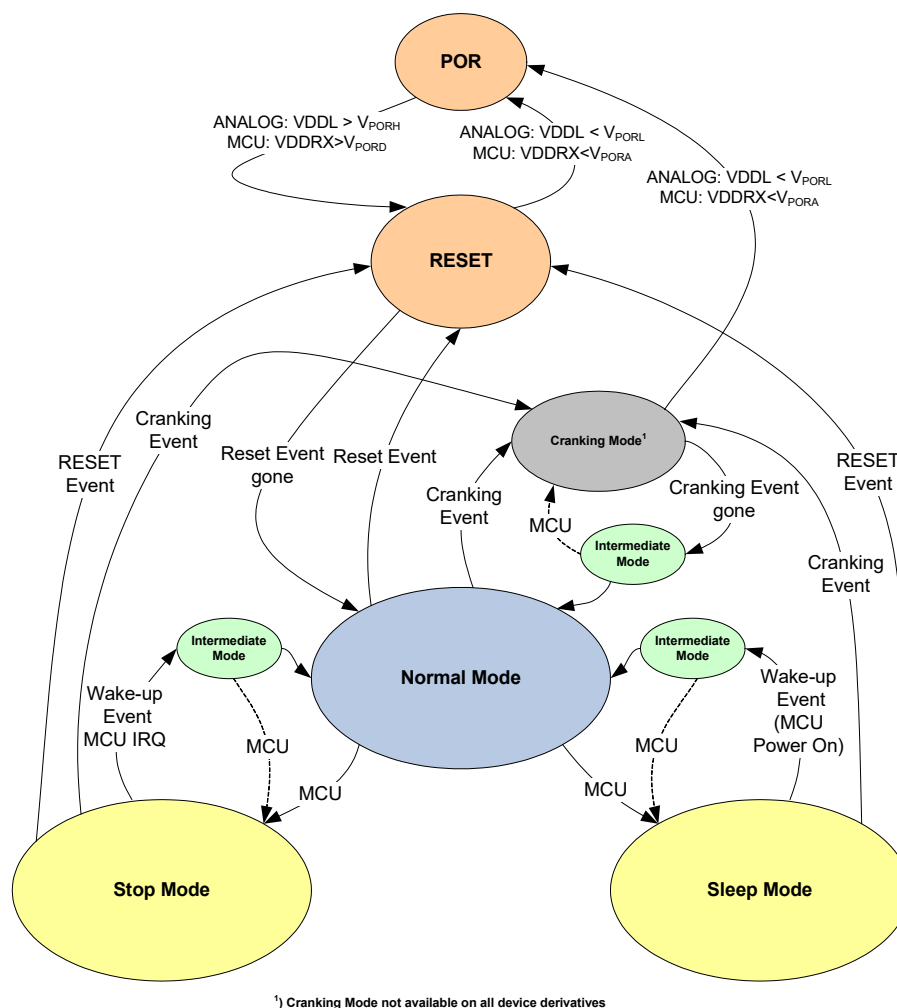 POR
ANALOG: VDDL > VPORH
MCU: VDDRX>VPORD
ANALOG: VDDL < VPORL
MCU: VDDRX<VPORA
ANALOG: VDDL < VPORL
MCU: VDDRX<VPORA
RESET
Cranking
Event
RESET
Event
Reset Event
gone
Reset Event
Cranking Mode1
Cranking
Event
MCU
Cranking Event
gone
RESET
Event
Intermediate
Mode
Cranking
Event
Intermediate
Mode
Normal Mode
Intermediate
Mode
Wake-up
Event
MCU IRQ
MCU
MCU
MCU
MCU
Wake-up
Event
(MCU
Power On)
Stop Mode
Sleep Mode
1) Cranking Mode not available on all device derivatives